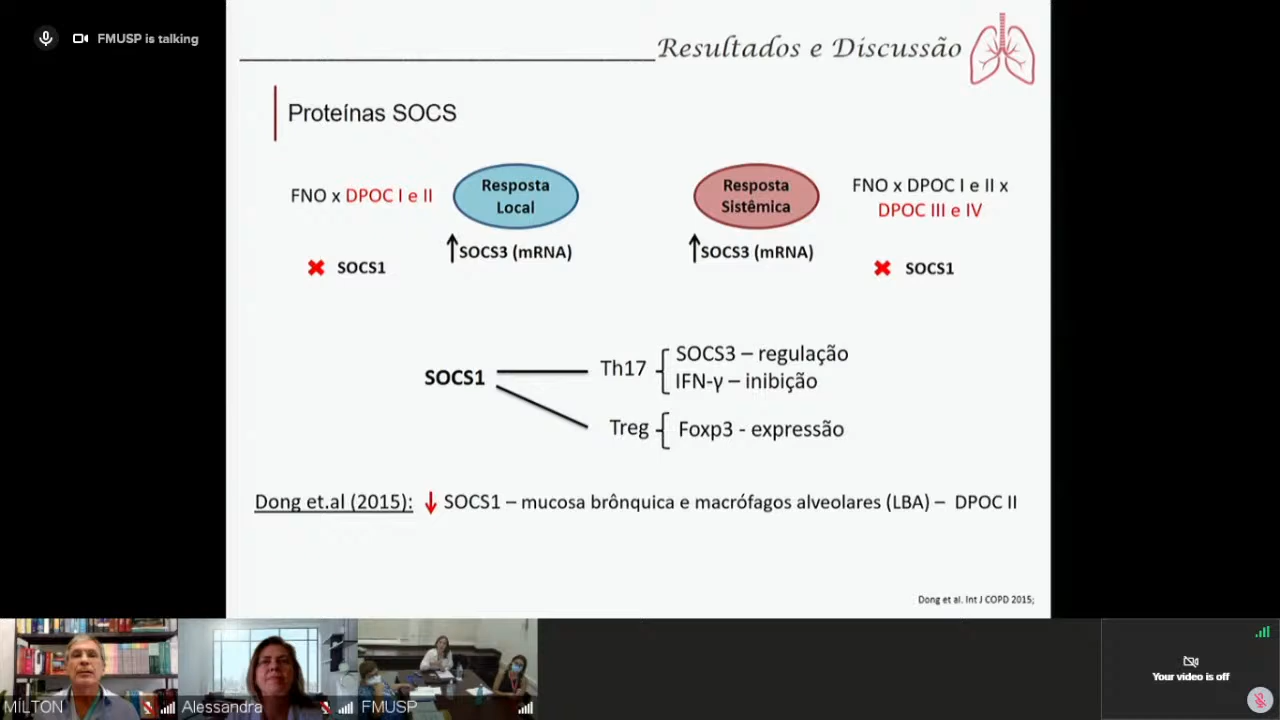 FMUSP is talking
Resultados e Discussão
Proteínas SOCS
FNO x DPOC I e II
Resposta
Local
↑SOCS3 (mRNA)
✖ SOCS1
Resposta
Sistêmica
↑SOCS3 (mRNA)
FNO x DPOC I e II x
DPOC III e IV
✖ SOCS1
SOCS1
Th17
SOCS3 – regulação
IFN-γ – inibição
Treg
Foxp3 - expressão
Dong et.al (2015): ↓ SOCS1 – mucosa brônquica e macrófagos alveolares (LBA) – DPOC II
Dong et al. Int J COPD 2015;
MILTON
Alessandra
FMUSP
Your video is off